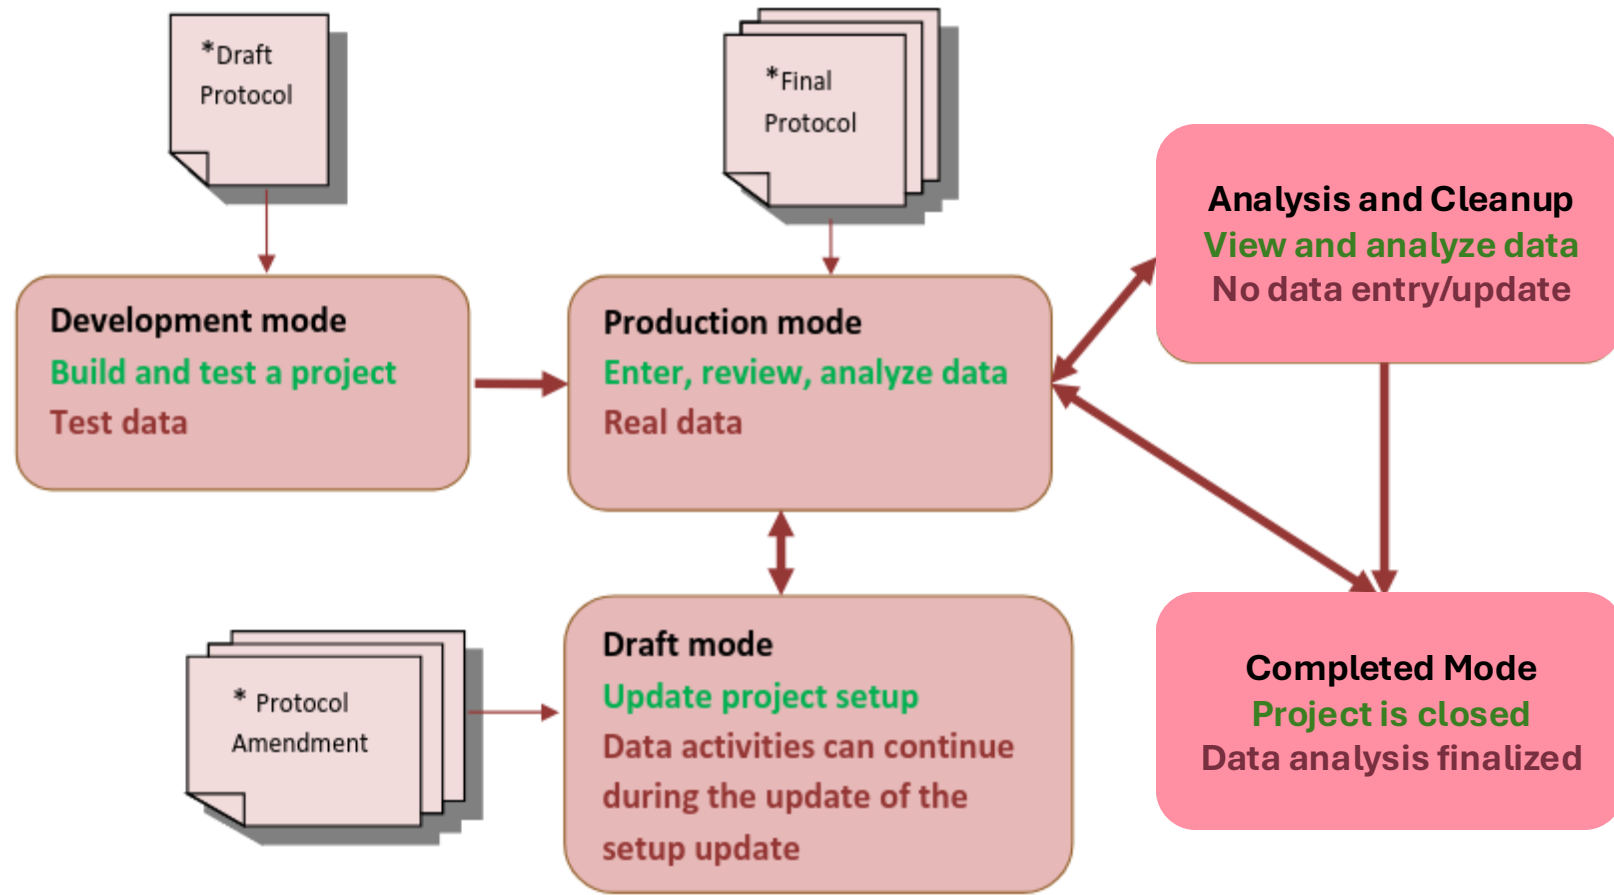 *Draft
Protocol
*Final
Protocol
Development mode
Build and test a project
Test data
Production mode
Enter, review, analyze data
Real data
Analysis and Cleanup
View and analyze data
No data entry/update
* Protocol
Amendment
Draft mode
Update project setup
Data activities can continue
during the update of the
setup update
Completed Mode
Project is closed
Data analysis finalized